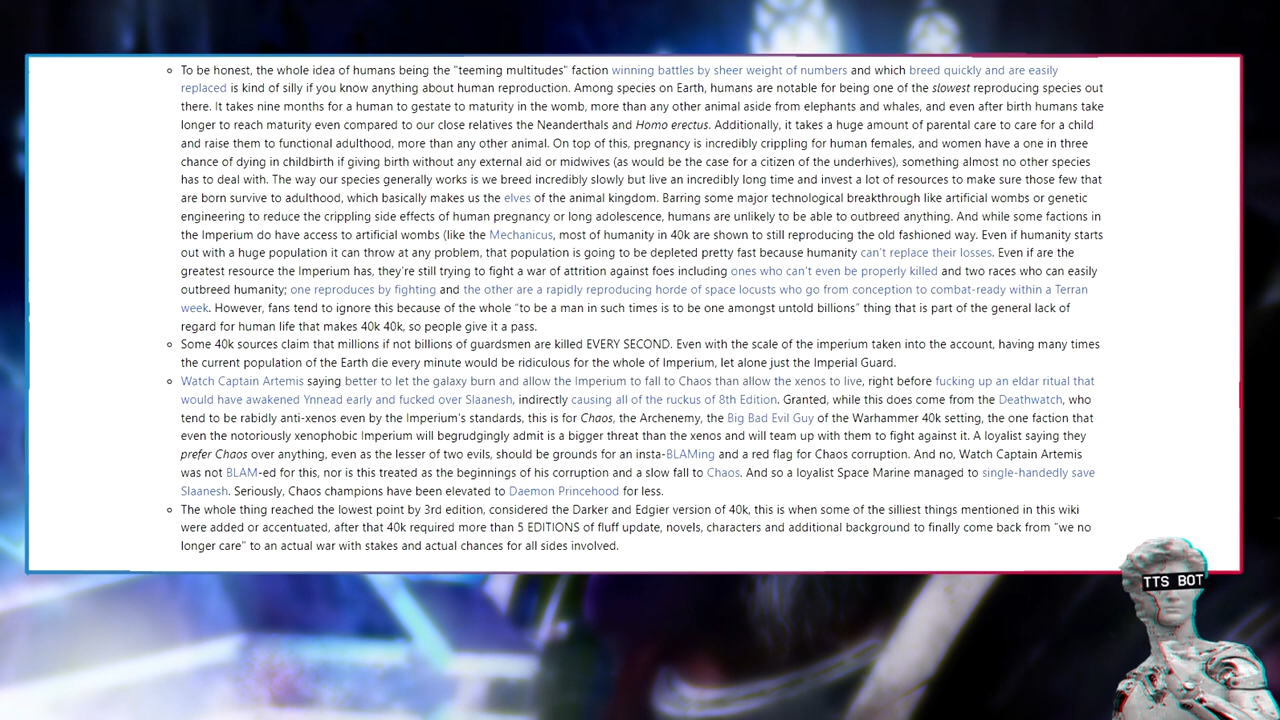 To be honest, the whole idea of humans being the "teeming multitudes" faction winning battles by sheer weight of numbers and which breed quickly and are easily
replaced is kind of silly if you know anything about human reproduction. Among species on Earth, humans are notable for being one of the slowest reproducing species out
there. It takes nine months for a human to gestate to maturity in the womb, more than any other animal aside from elephants and whales, and even after birth humans take
longer to reach maturity even compared to our close relatives the Neanderthals and Homo erectus. Additionally, it takes a huge amount of parental care to care for a child
and raise them to functional adulthood, more than any other animal. On top of this, pregnancy is incredibly crippling for human females, and women have a one in three
chance of dying in childbirth if giving birth without any external aid or midwives (as would be the case for a citizen of the underhives), something almost no other species
has to deal with. The way our species generally works is we breed incredibly slowly but live an incredibly long time and invest a lot of resources to make sure those few that
are born survive to adulthood, which basically makes us the elves of the animal kingdom. Barring some major technological breakthrough like artificial wombs or genetic
engineering to reduce the crippling side effects of human pregnancy or long adolescence, humans are unlikely to be able to outbreed anything. And while some factions in
the Imperium do have access to artificial wombs (like the Mechanicus, most of humanity in 40k are shown to still reproducing the old fashioned way. Even if humanity starts
out with a huge population it can throw at any problem, that population is going to be depleted pretty fast because humanity can't replace their losses. Even if are the
greatest resource the Imperium has, they're still trying to fight a war of attrition against foes including ones who can't even be properly killed and two races who can easily
outbreed humanity; one reproduces by fighting and the other are a rapidly reproducing horde of space locusts who go from conception to combat-ready within a Terran
week. However, fans tend to ignore this because of the whole "to be a man in such times is to be one amongst untold billions" thing that is part of the general lack of
regard for human life that makes 40k 40k, so people give it a pass.
Some 40k sources claim that millions if not billions of guardsmen are killed EVERY SECOND. Even with the scale of the imperium taken into the account, having many times
the current population of the Earth die every minute would be ridiculous for the whole of Imperium, let alone just the Imperial Guard.
Watch Captain Artemis saying better to let the galaxy burn and allow the Imperium to fall to Chaos than allow the xenos to live, right before fucking up an eldar ritual that
would have awakened Ynnead early and fucked over Slaanesh, indirectly causing all of the ruckus of 8th Edition. Granted, while this does come from the Deathwatch, who
tend to be rabidly anti-xenos even by the Imperium's standards, this is for Chaos, the Archenemy, the Big Bad Evil Guy of the Warhammer 40k setting, the one faction that
even the notoriously xenophobic Imperium will begrudgingly admit is a bigger threat than the xenos and will team up with them to fight against it. A loyalist saying they
prefer Chaos over anything, even as the lesser of two evils, should be grounds for an insta-BLAMing and a red flag for Chaos corruption. And no, Watch Captain Artemis
was not BLAM-ed for this, nor is this treated as the beginnings of his corruption and a slow fall to Chaos. And so a loyalist Space Marine managed to single-handedly save
Slaanesh. Seriously, Chaos champions have been elevated to Daemon Princehood for less.
The whole thing reached the lowest point by 3rd edition, considered the Darker and Edgier version of 40k, this is when some of the silliest things mentioned in this wiki
were added or accentuated, after that 40k required more than 5 EDITIONS of fluff update, novels, characters and additional background to finally come back from "we no
longer care" to an actual war with stakes and actual chances for all sides involved.
TTS BOT